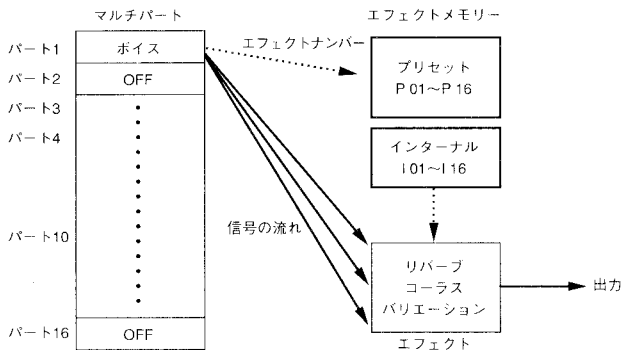 マルチパート
エフェクトメモリー
パート1
ボイス
エフェクトナンバー
パート2
OFF
プリセット
P 01～P 16
パート3
パート4
インターナル
I 01～I 16
パート10
信号の流れ
リバーブ
コーラス
バリエーション
出力
パート16
OFF
エフェクト